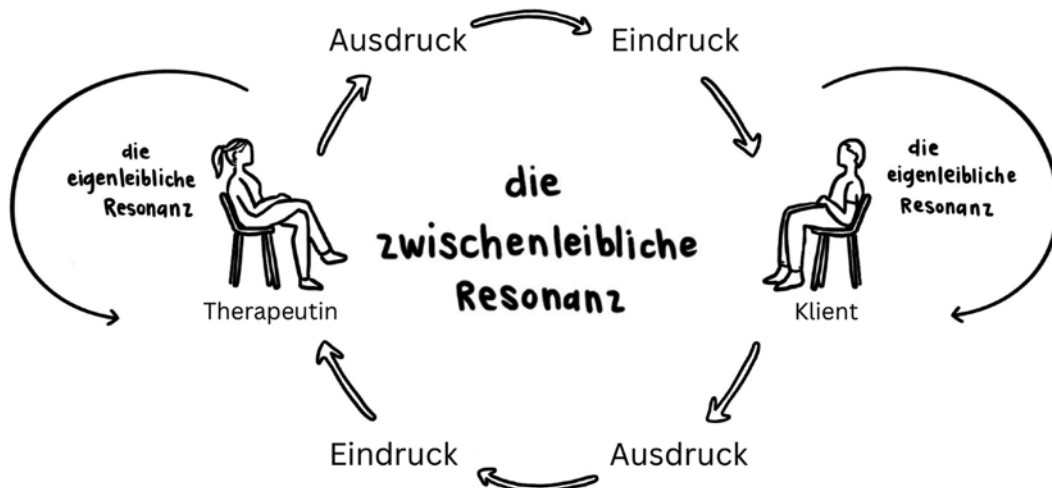 Ausdruck
Eindruck
die
eigenleibliche
Resonanz
die
zwischenleibliche
Resonanz
die
eigenleibliche
Resonanz
Therapeutin
Klient
Eindruck
Ausdruck